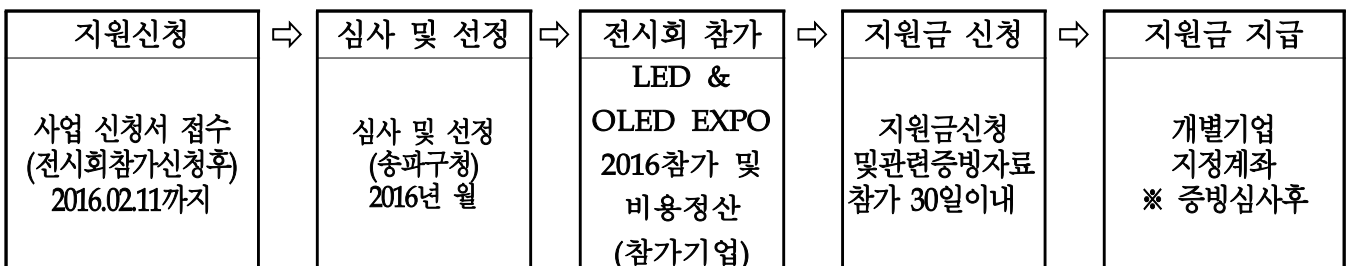 지원신청 ⇨ 심사 및 선정 ⇨ 전시회 참가 ⇨ 지원금 신청 ⇨ 지원금 지급
사업 신청서 접수
(전시회참가신청후)
2016.02.11까지
심사 및 선정
(송파구청)
2016년 월
LED &
OLED EXPO
2016참가 및
비용정산
(참가기업)
지원금신청
및관련증빙자료
참가 30일이내
개별기업
지정계좌
※ 증빙심사후